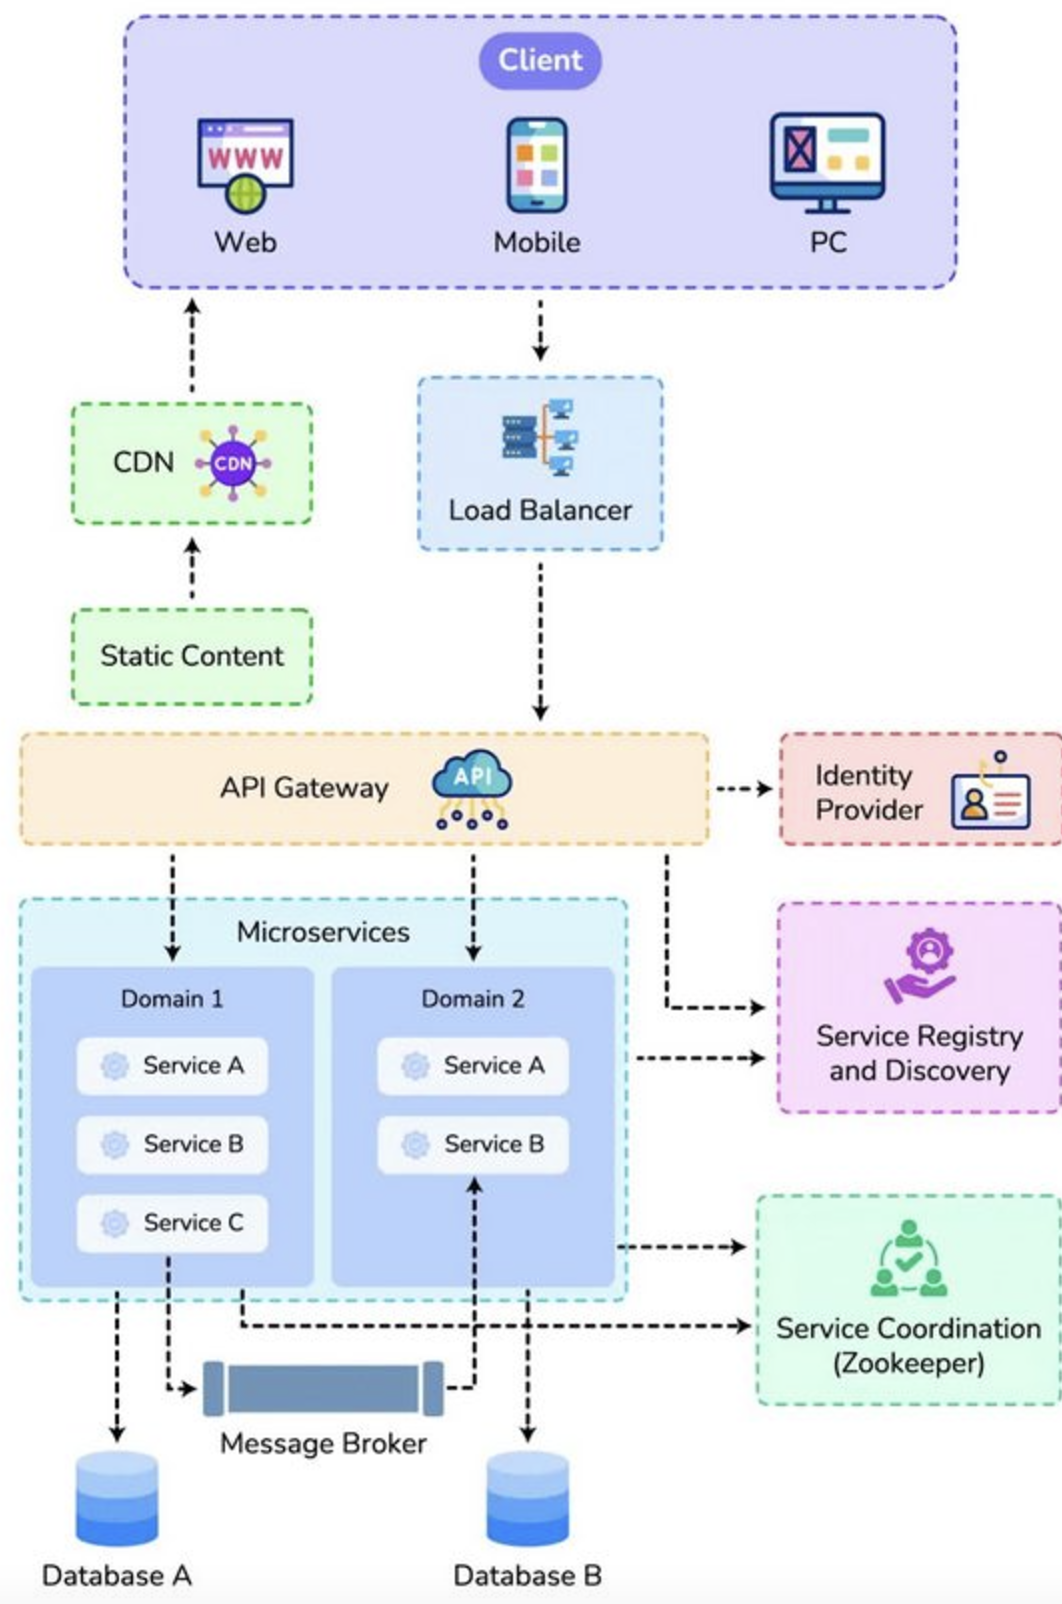 Client
WWW
Web
Mobile
PC
CDN
CDN
Load Balancer
Static Content
API Gateway
API
Identity
Provider
Microservices
Domain 1
Service A
Service B
Service C
Domain 2
Service A
Service B
Service Registry
and Discovery
Service Coordination
(Zookeeper)
Message Broker
Database A
Database B